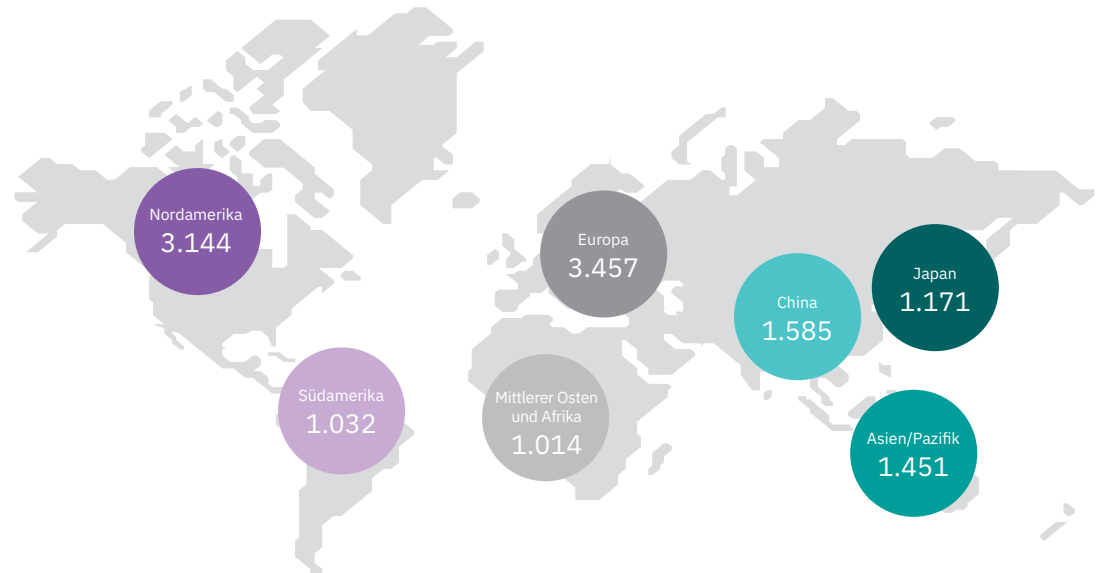 Nordamerika
3.144
Europa
3.457
Japan
1.171
China
1.585
Südamerika
1.032
Mittlerer Osten
und Afrika
1.014
Asien/Pazifik
1.451